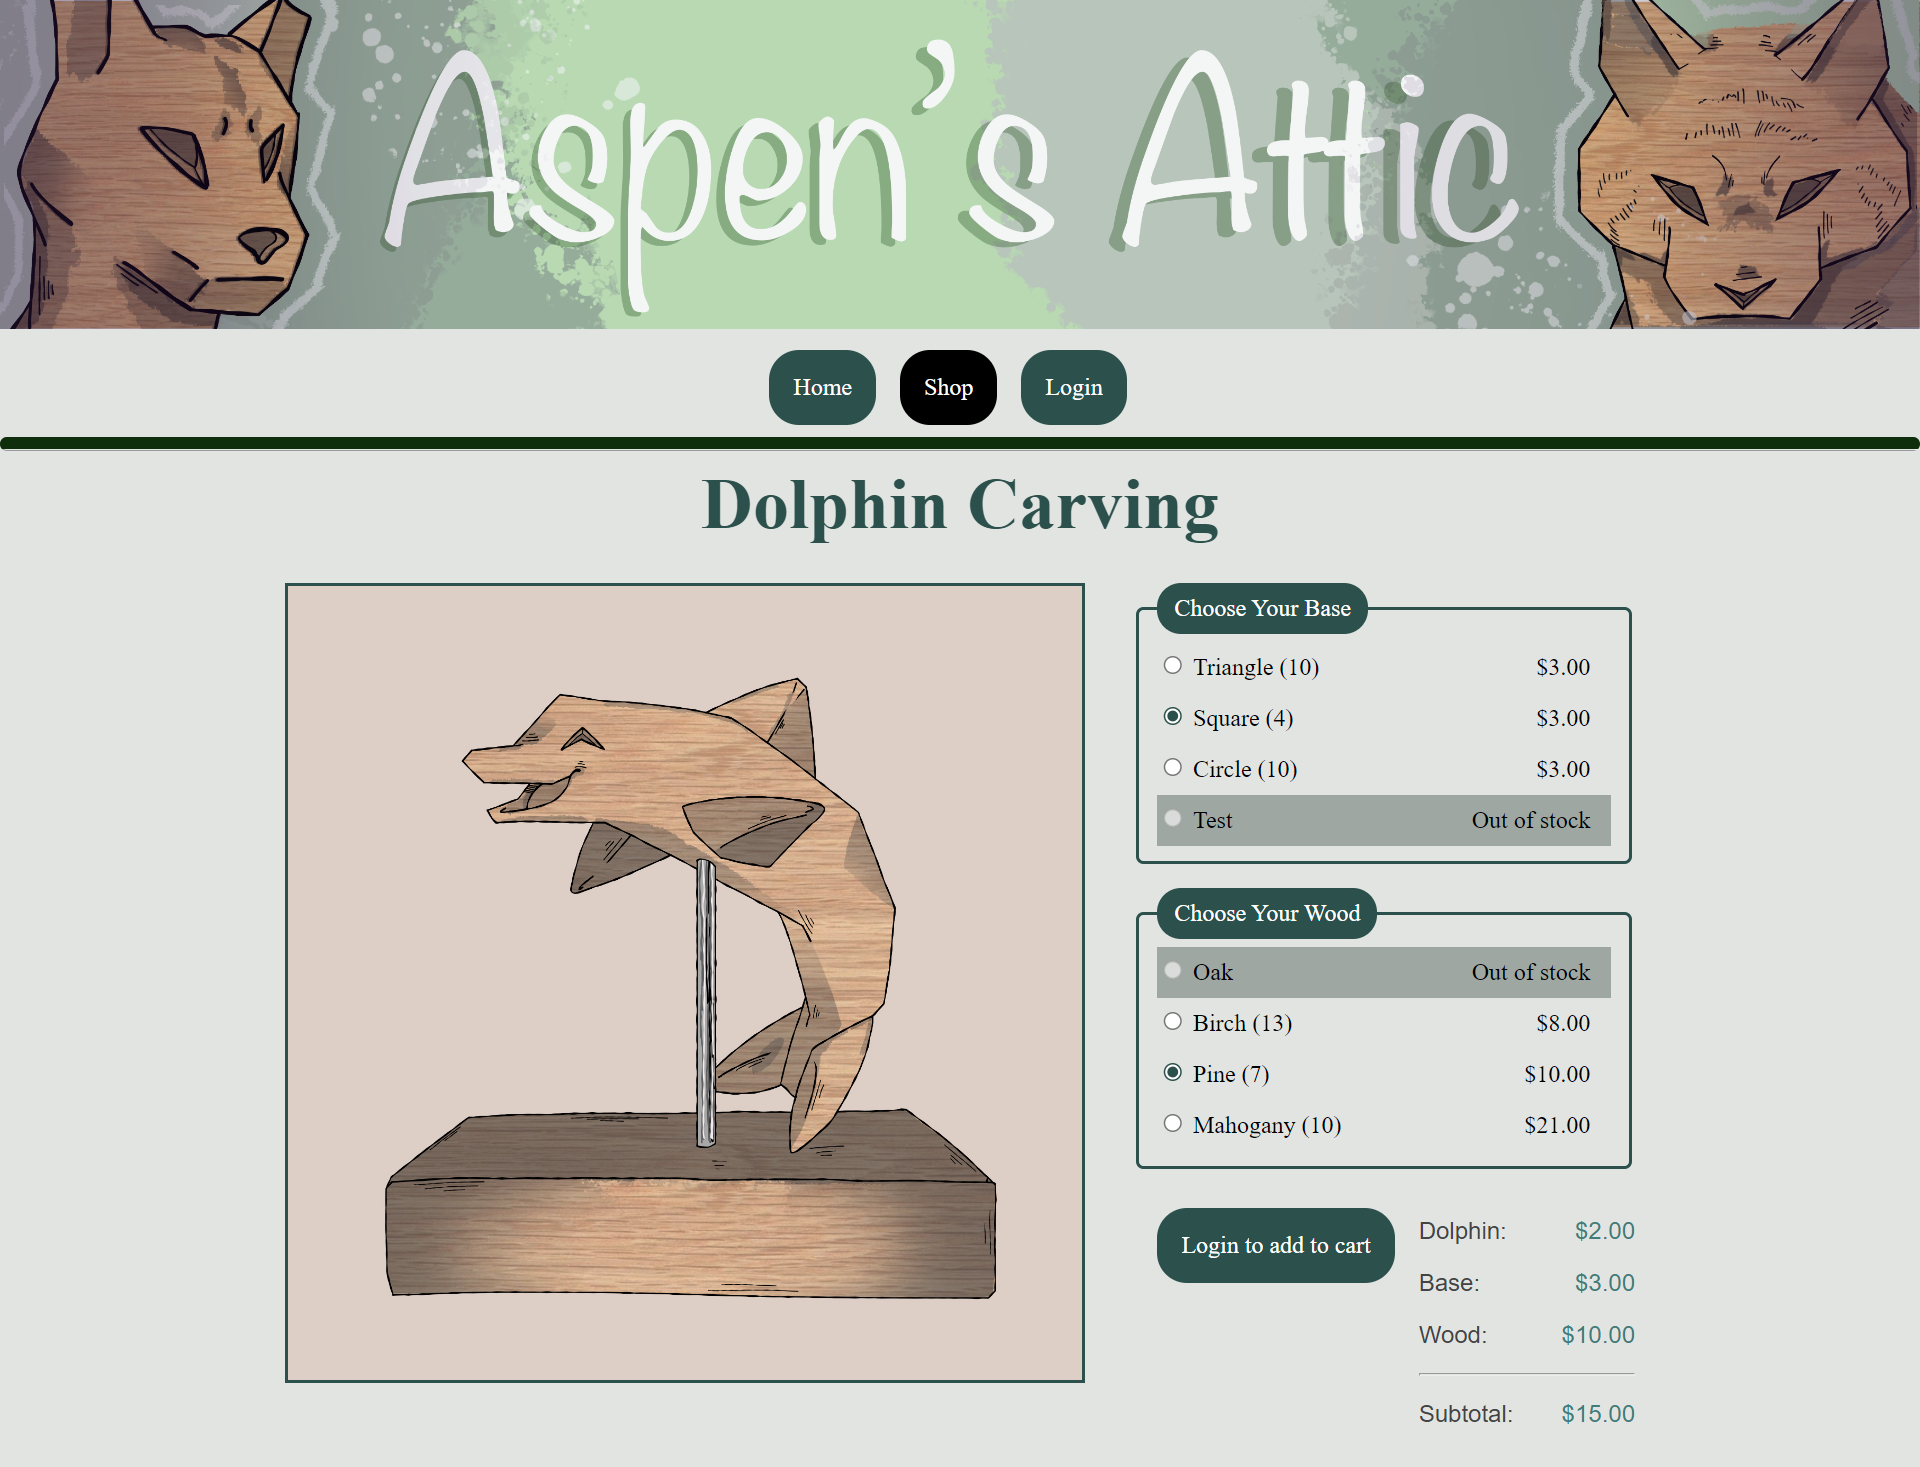 Aspen's Attic
Home
Shop
Login
Dolphin Carving
Choose Your Base
Triangle (10) $3.00
Square (4) $3.00
Circle (10) $3.00
Test Out of stock
Choose Your Wood
Oak Out of stock
Birch (13) $8.00
Pine (7) $10.00
Mahogany (10) $21.00
Login to add to cart
Dolphin: $2.00
Base: $3.00
Wood: $10.00
Subtotal: $15.00